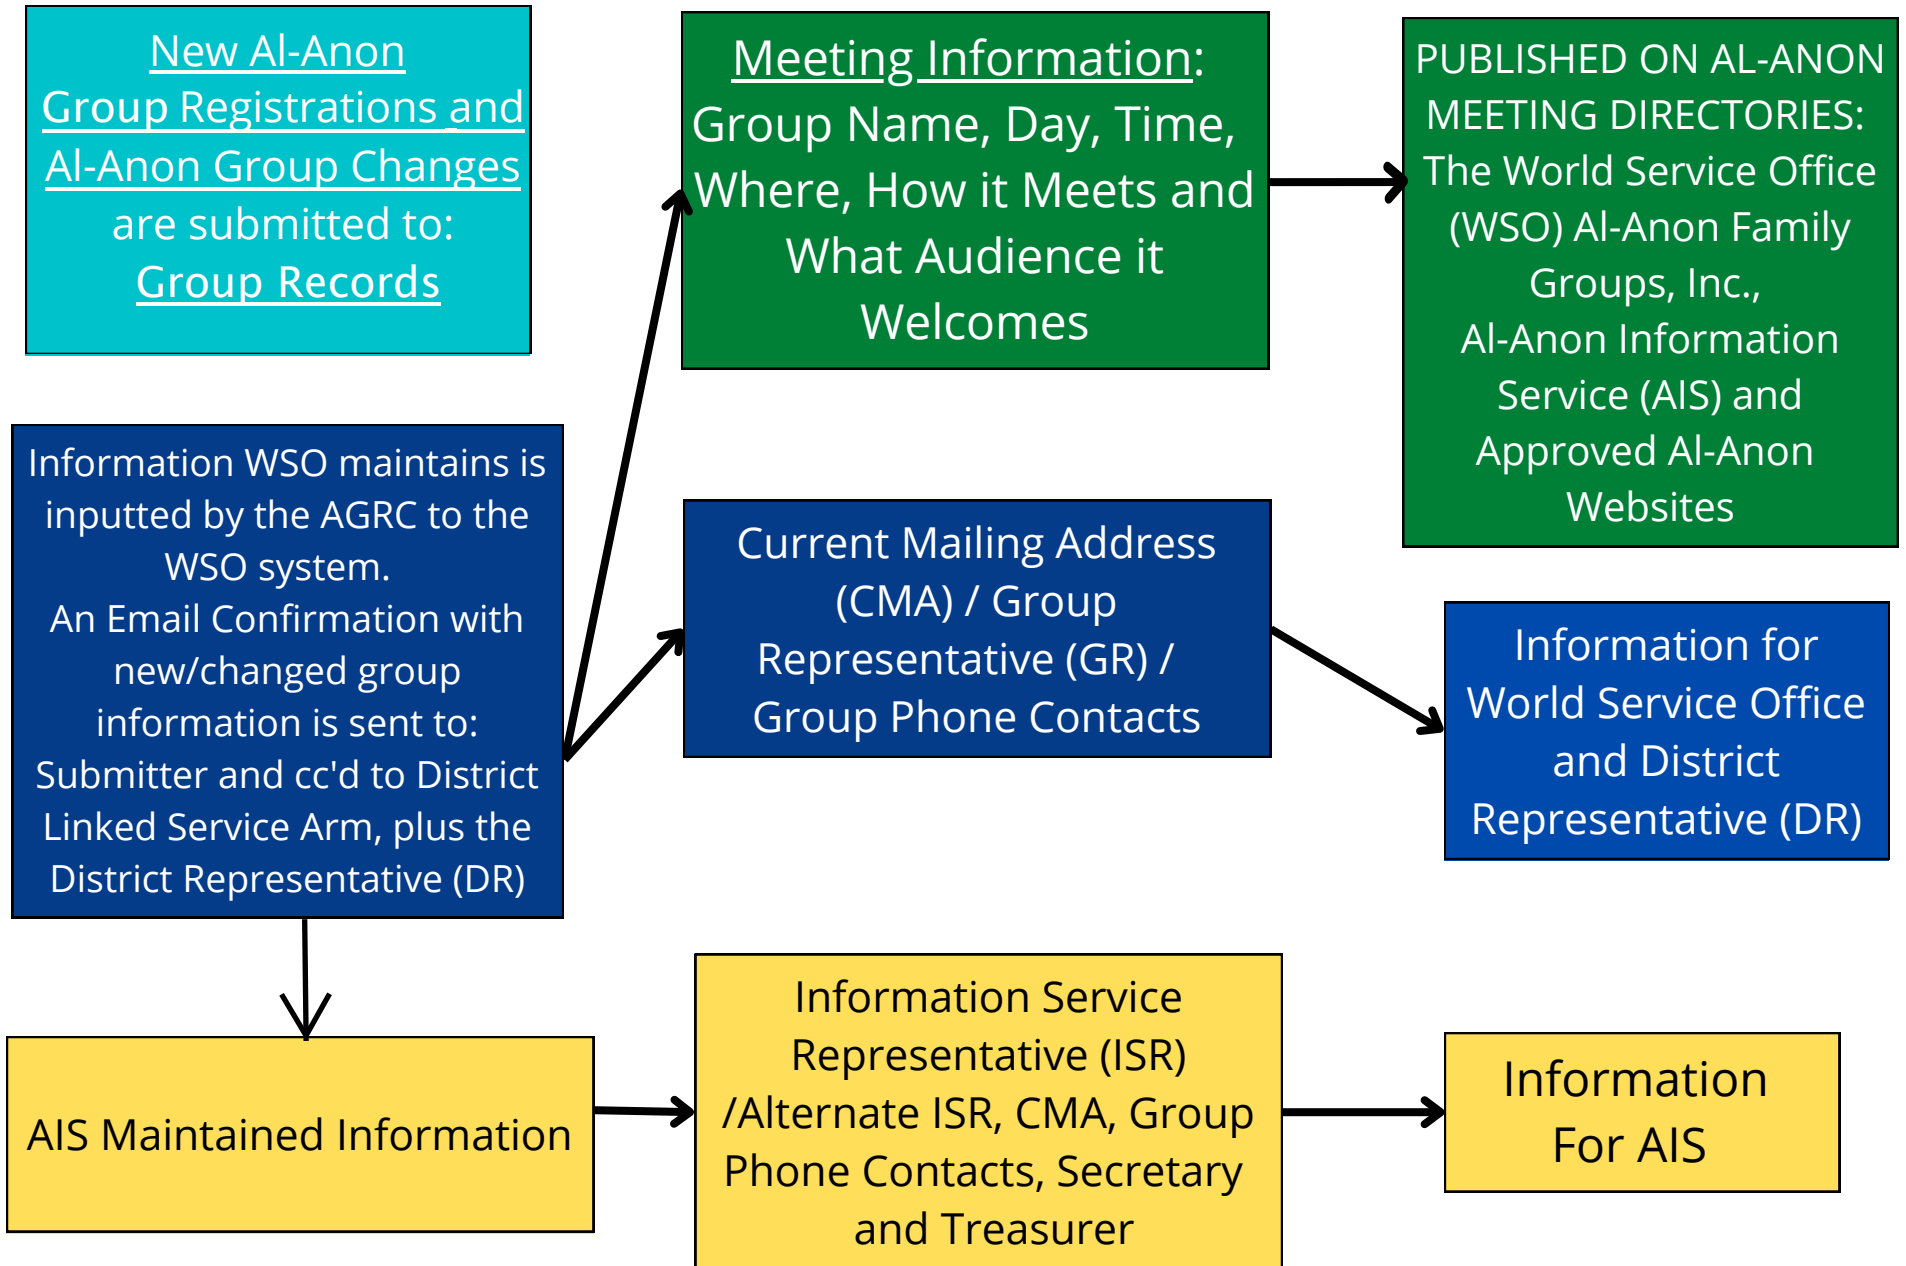 New Al-Anon
Group Registrations and
Al-Anon Group Changes
are submitted to:
Group Records
Meeting Information:
Group Name, Day, Time,
Where, How it Meets and
What Audience it
Welcomes
PUBLISHED ON AL-ANON
MEETING DIRECTORIES:
The World Service Office
(WSO) Al-Anon Family
Groups, Inc.,
Al-Anon Information
Service (AIS) and
Approved Al-Anon
Websites
Information WSO maintains is
inputted by the AGRC to the
WSO system.
An Email Confirmation with
new/changed group
information is sent to:
Submitter and cc'd to District
Linked Service Arm, plus the
District Representative (DR)
Current Mailing Address
(CMA) / Group
Representative (GR) /
Group Phone Contacts
Information for
World Service Office
and District
Representative (DR)
AIS Maintained Information
Information Service
Representative (ISR)
/Alternate ISR, CMA, Group
Phone Contacts, Secretary
and Treasurer
Information
For AIS